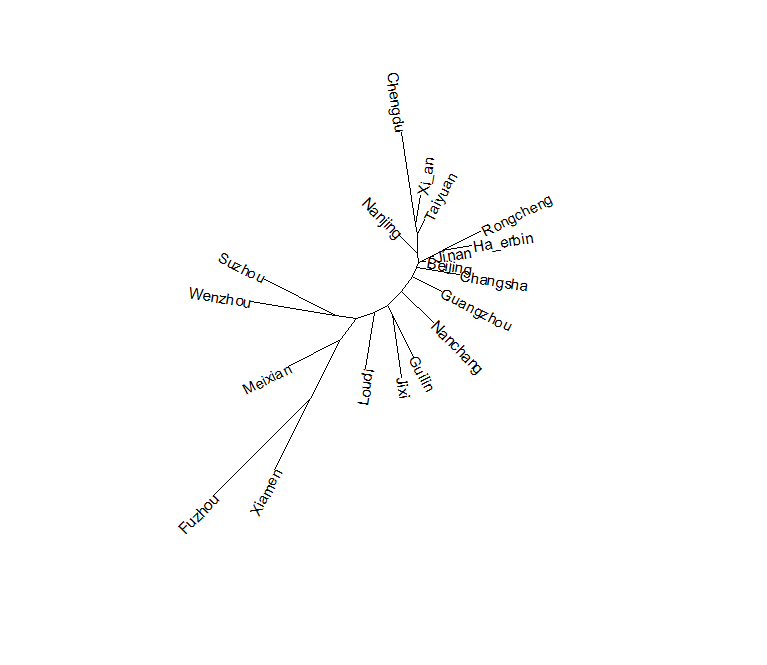 Chengdu
Xi_an
Taiyuan
Nanjing
Rongcheng
Ha_erbin
Jinan
Beijing
Changsha
Suzhou
Wenzhou
Guangzhou
Nanchang
Meixian
Loudi
Jixi
Guilin
Fuzhou
Xiamen